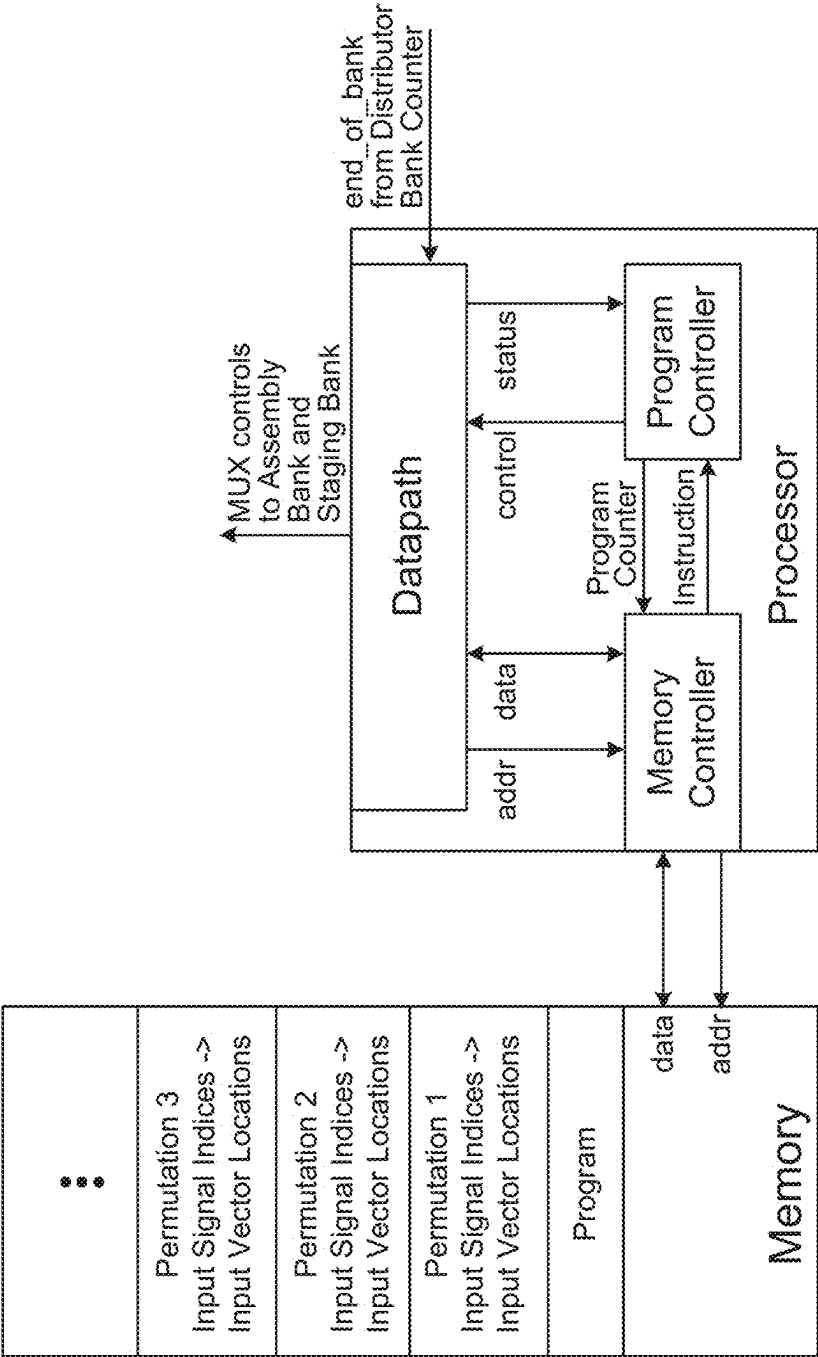 ⋮
Permutation 3
Input Signal Indices ->
Input Vector Locations
Permutation 2
Input Signal Indices ->
Input Vector Locations
Permutation 1
Input Signal Indices ->
Input Vector Locations
Program
data
addr
Memory
MUX controls
to Assembly
Bank and
Staging Bank
end_of_bank
from Distributor
Bank Counter
Datapath
addr
data
control
status
Memory
Controller
Program
Counter
Instruction
Program
Controller
Processor